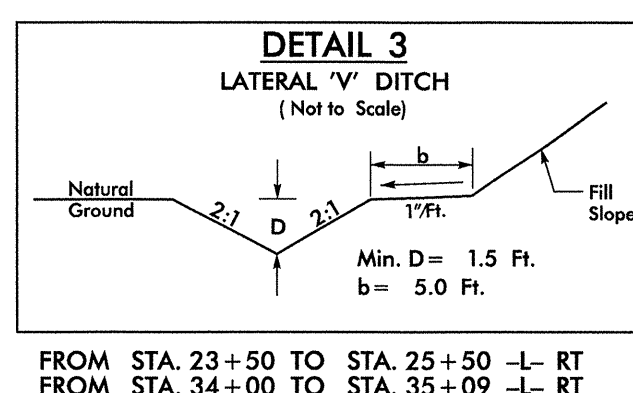 DETAIL 3
LATERAL 'V' DITCH
( Not to Scale)
b
Natural
Ground
2:1
D
2:1
1"/Ft.
Fill
Slope
Min. D= 1.5 Ft.
b= 5.0 Ft.
FROM STA. 23+50 TO STA. 25+50 -L- RT
FROM STA. 34+00 TO STA. 35+09 -L- RT